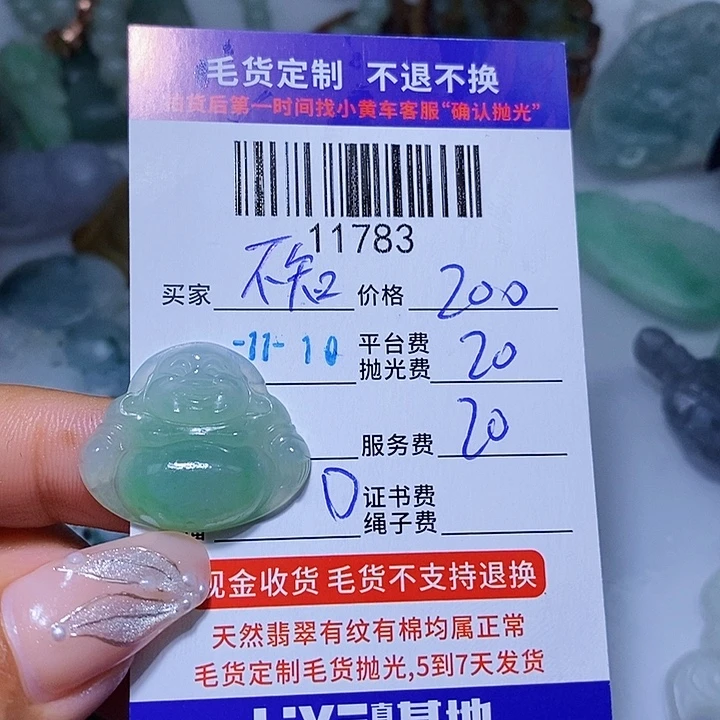 毛货定制 不退不换
后第一时间找小黄车客服“确认抛光”
11783
买家 不知 价格 200
-11-10 平台费 抛光费 20
服务费 20
0 证书费 绳子费
现金收货 毛货不支持退换
天然翡翠有纹有棉均属正常
毛货定制毛货抛光,5到7天发货
基地